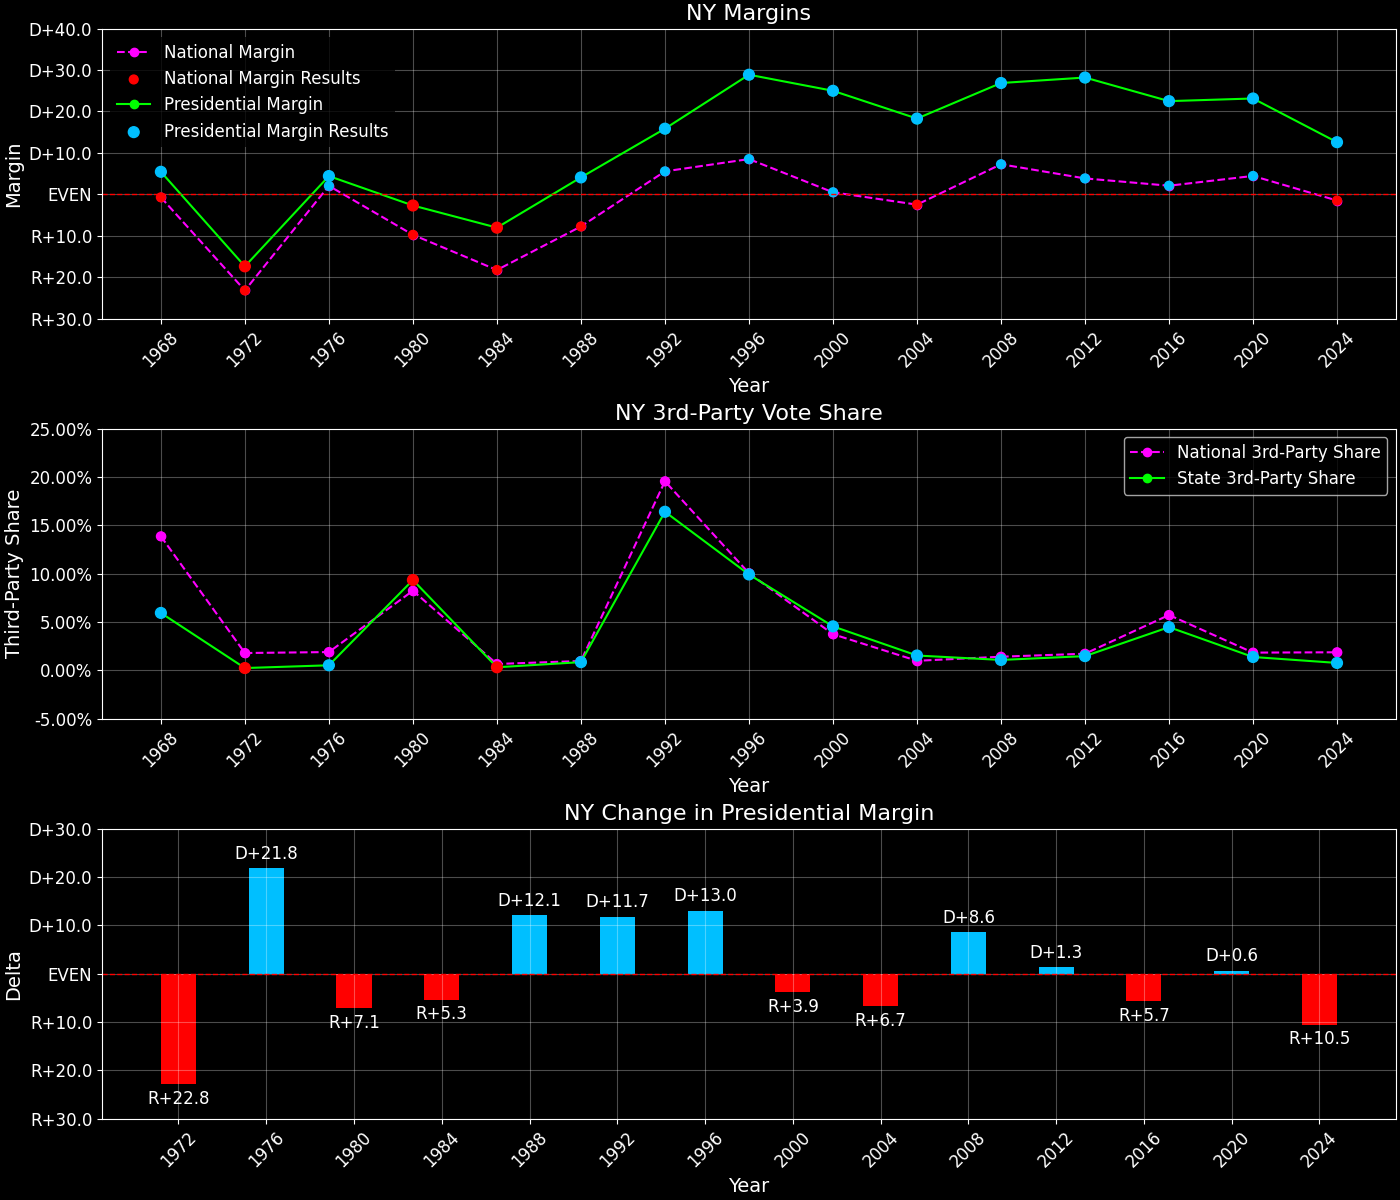 NY Margins
Margin
D+40.0
D+30.0
D+20.0
D+10.0
EVEN
R+10.0
R+20.0
R+30.0
National Margin
National Margin Results
Presidential Margin
Presidential Margin Results
1968 1972 1976 1980 1984 1988 1992 1996 2000 2004 2008 2012 2016 2020 2024
Year
NY 3rd-Party Vote Share
Third-Party Share
25.00%
20.00%
15.00%
10.00%
5.00%
0.00%
-5.00%
National 3rd-Party Share
State 3rd-Party Share
1968 1972 1976 1980 1984 1988 1992 1996 2000 2004 2008 2012 2016 2020 2024
Year
NY Change in Presidential Margin
Delta
D+30.0
D+20.0
D+10.0
EVEN
R+10.0
R+20.0
R+30.0
R+22.8
D+21.8
R+7.1
R+5.3
D+12.1
D+11.7
D+13.0
R+3.9
R+6.7
D+8.6
D+1.3
R+5.7
D+0.6
R+10.5
1972 1976 1980 1984 1988 1992 1996 2000 2004 2008 2012 2016 2020 2024
Year